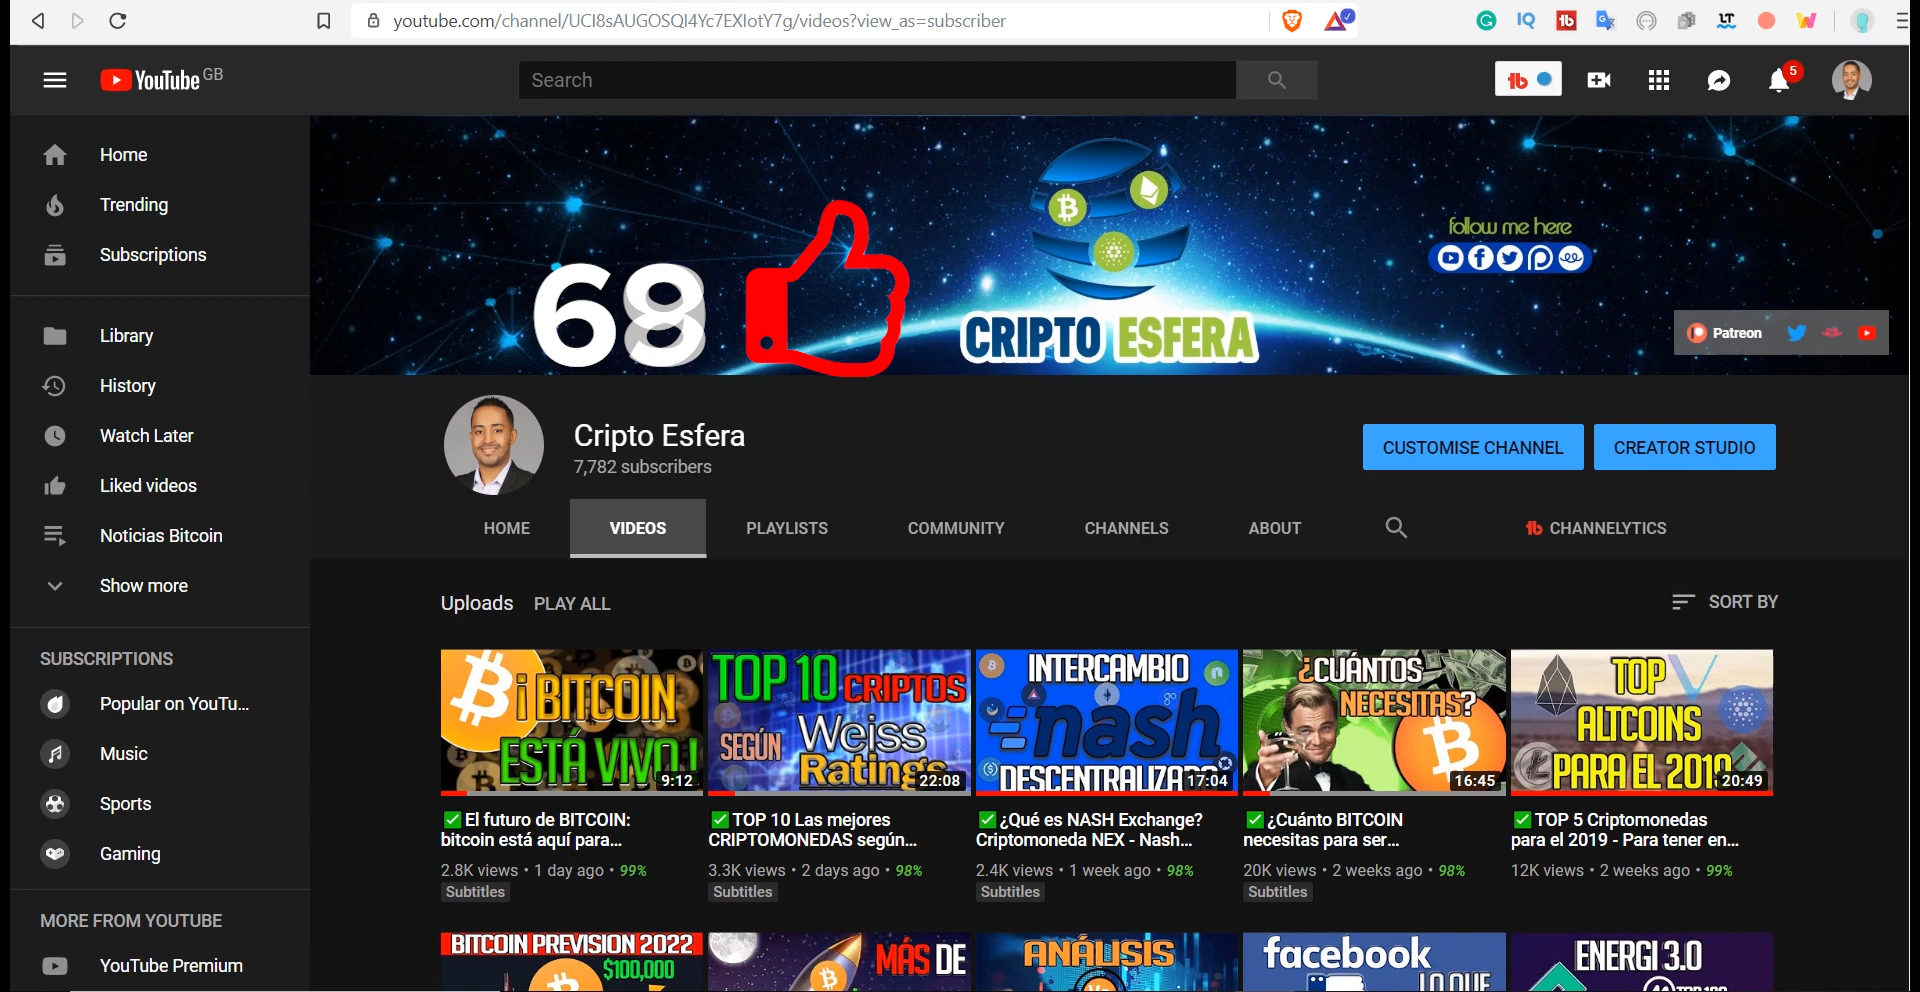 youtube.com/channel/UCI8sAUGOSQI4Yc7EXIotY7g/videos?view_as=subscriber
YouTube GB
Search
5
Home
Trending
Subscriptions
Library
History
Watch Later
Liked videos
Noticias Bitcoin
Show more
SUBSCRIPTIONS
Popular on YouTu...
Music
Sports
Gaming
MORE FROM YOUTUBE
YouTube Premium
follow me here
CRIPTO ESFERA
Patreon
Cripto Esfera
7,782 subscribers
CUSTOMISE CHANNEL
CREATOR STUDIO
HOME VIDEOS PLAYLISTS COMMUNITY CHANNELS ABOUT CHANNELYTICS
Uploads PLAY ALL
SORT BY
¡BITCOIN
ESTÁ VIVO!
9:12
✅El futuro de BITCOIN:
bitcoin está aquí para...
2.8K views • 1 day ago • 99%
Subtitles
TOP 10 CRIPTOS
SEGÚN Weiss
Ratings
22:08
✅TOP 10 Las mejores
CRIPTOMONEDAS según...
3.3K views • 2 days ago • 98%
Subtitles
INTERCAMBIO
nash
17:04
✅¿Qué es NASH Exchange?
Criptomoneda NEX - Nash...
2.4K views • 1 week ago • 98%
Subtitles
¿CUÁNTOS
NECESITAS?
16:45
✅¿Cuánto BITCOIN
necesitas para ser...
20K views • 2 weeks ago • 98%
Subtitles
TOP
ALTCOINS
PARA EL 2019
20:49
✅TOP 5 Criptomonedas
para el 2019 - Para tener en...
12K views • 2 weeks ago • 99%
BITCOIN PREVISION 2022
$100,000
MÁS DE
ANÁLISIS
facebook
LO QUE
ENERGI 3.0